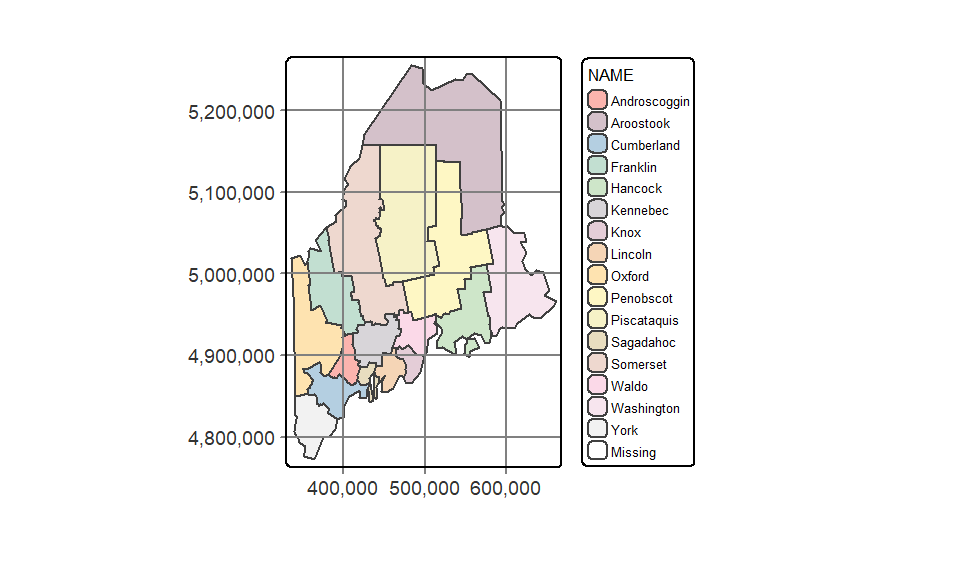 5,200,000
5,100,000
5,000,000
4,900,000
4,800,000
400,000 500,000 600,000
NAME
Androscoggin
Aroostook
Cumberland
Franklin
Hancock
Kennebec
Knox
Lincoln
Oxford
Penobscot
Piscataquis
Sagadahoc
Somerset
Waldo
Washington
York
Missing